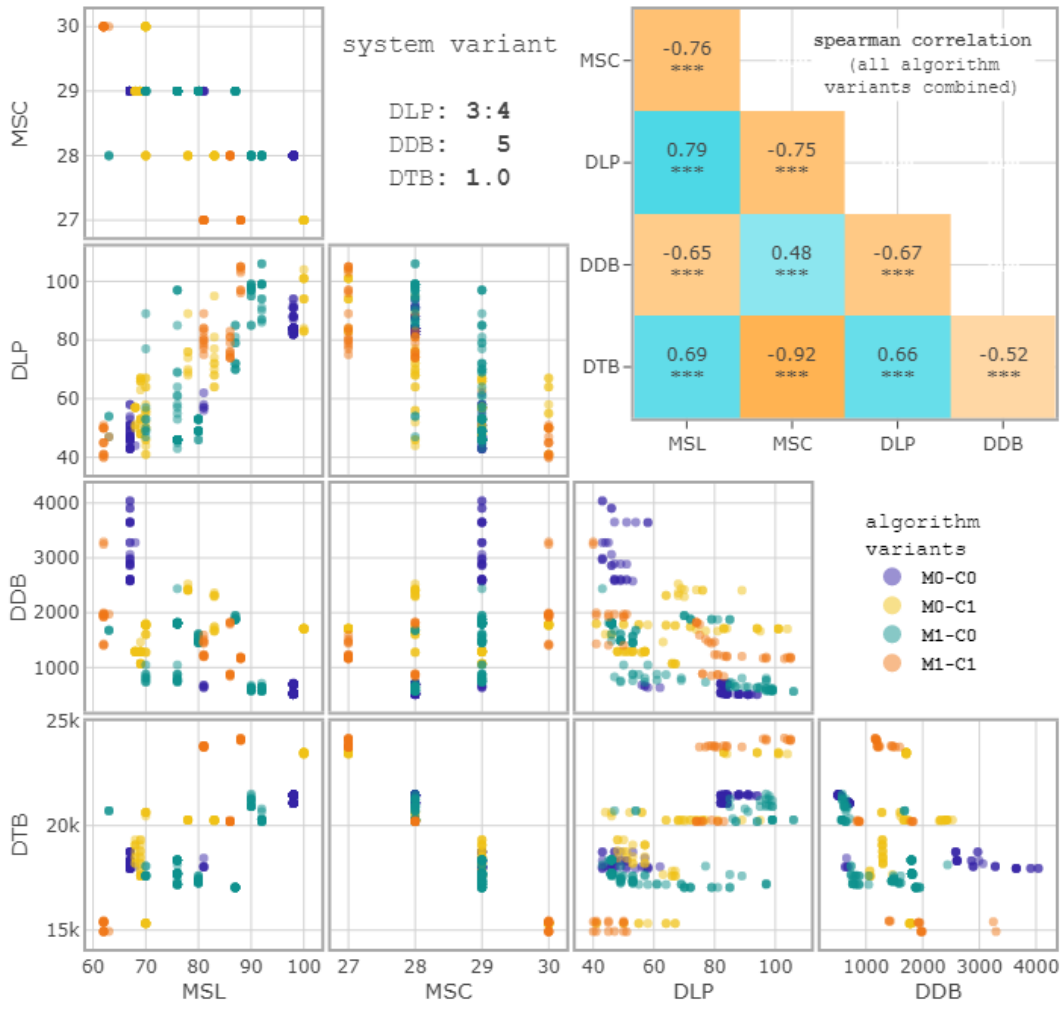 30
29
28
27
MSC
system variant
DLP: 3:4
DDB: 5
DTB: 1.0
spearman correlation
(all algorithm
variants combined)
MSC
-0.76
***
DLP
0.79
***
-0.75
***
DDB
-0.65
***
0.48
***
-0.67
***
DTB
0.69
***
-0.92
***
0.66
***
-0.52
***
MSL
MSC
DLP
DDB
100
80
60
40
DLP
4000
3000
2000
1000
DDB
algorithm
variants
M0-C0
M0-C1
M1-C0
M1-C1
25k
20k
15k
DTB
60
70
80
90
100
MSL
27
28
29
30
MSC
40
60
80
100
DLP
1000
2000
3000
4000
DDB